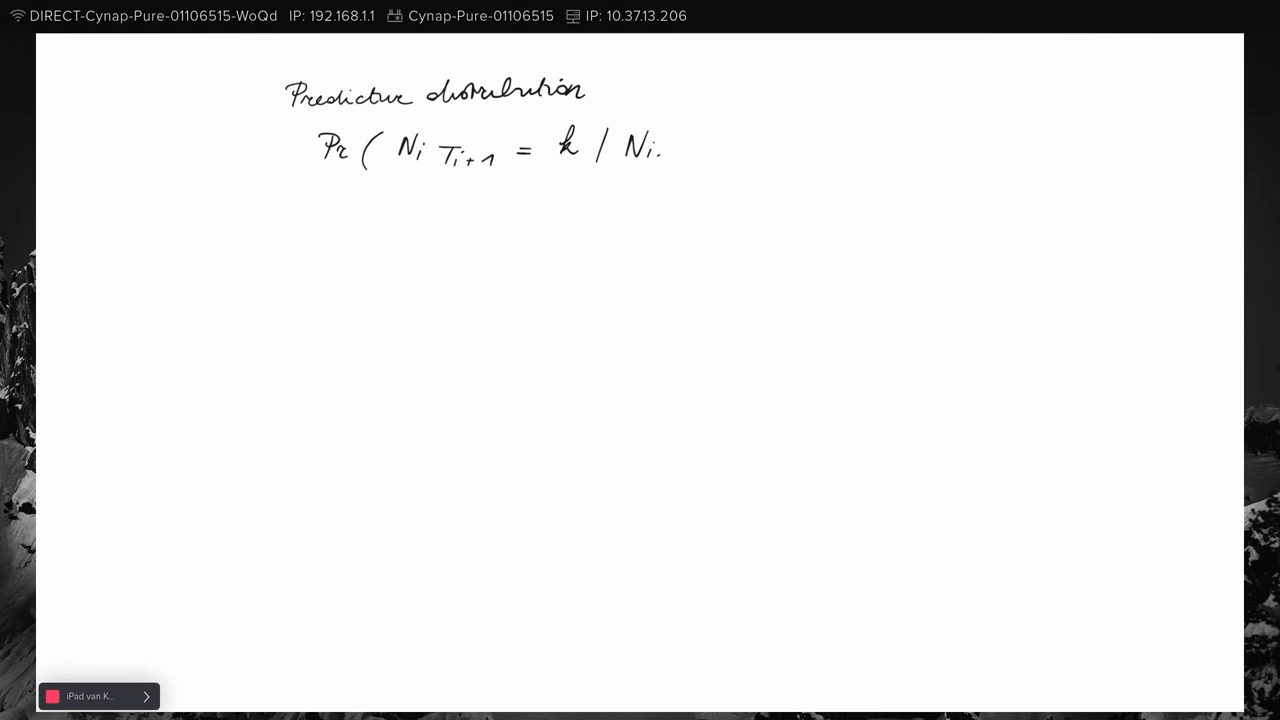 DIRECT-Cynap-Pure-01106515-WoQd IP: 192.168.1.1 Cynap-Pure-01106515 IP: 10.37.13.206
Predictive distribution
Pr ( Ni Ti+1 = k / Ni.
iPad van K...